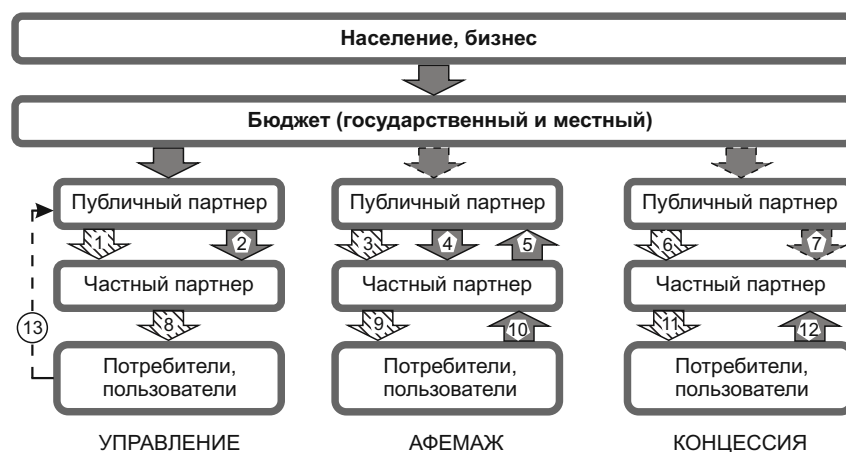 Население, бизнес
Бюджет (государственный и местный)
Публичный партнер
Публичный партнер
Публичный партнер
1
2
3
4
5
6
7
Частный партнер
Частный партнер
Частный партнер
13
8
9
10
11
12
Потребители,
пользователи
Потребители,
пользователи
Потребители,
пользователи
УПРАВЛЕНИЕ
АФЕМАЖ
КОНЦЕССИЯ